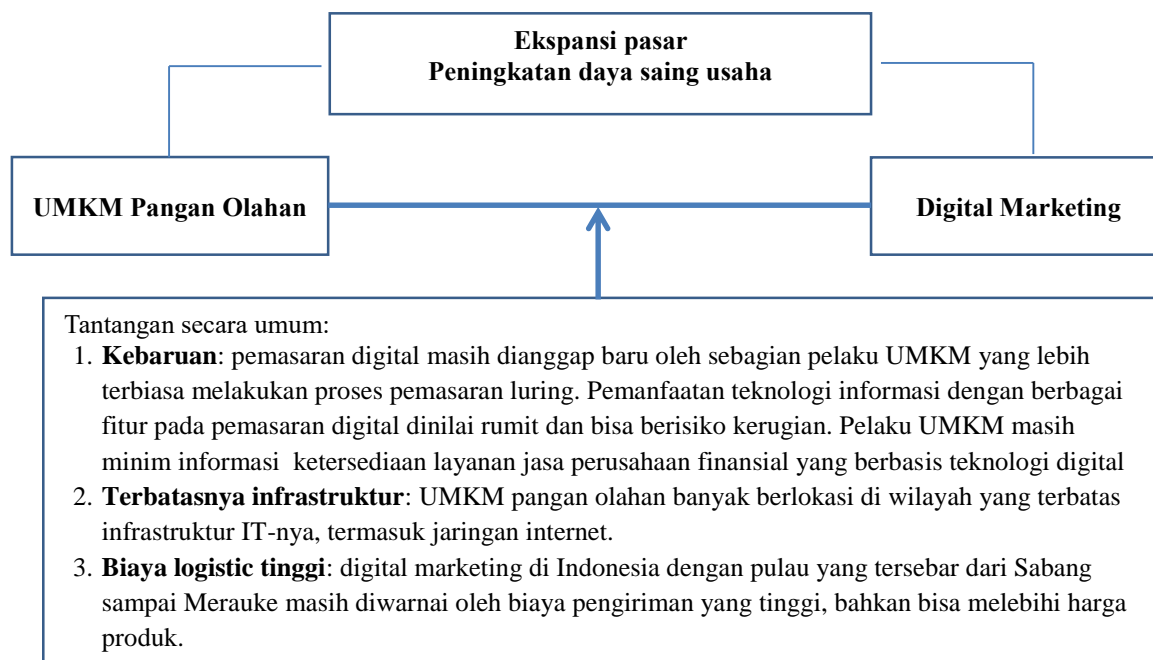 Ekspansi pasar
Peningkatan daya saing usaha
UMKM Pangan Olahan
Digital Marketing
Tantangan secara umum:
1. Kebaruan: pemasaran digital masih dianggap baru oleh sebagian pelaku UMKM yang lebih
terbiasa melakukan proses pemasaran luring. Pemanfaatan teknologi informasi dengan berbagai
fitur pada pemasaran digital dinilai rumit dan bisa berisiko kerugian. Pelaku UMKM masih
minim informasi ketersediaan layanan jasa perusahaan finansial yang berbasis teknologi digital
2. Terbatasnya infrastruktur: UMKM pangan olahan banyak berlokasi di wilayah yang terbatas
infrastruktur IT-nya, termasuk jaringan internet.
3. Biaya logistic tinggi: digital marketing di Indonesia dengan pulau yang tersebar dari Sabang
sampai Merauke masih diwarnai oleh biaya pengiriman yang tinggi, bahkan bisa melebihi harga
produk.